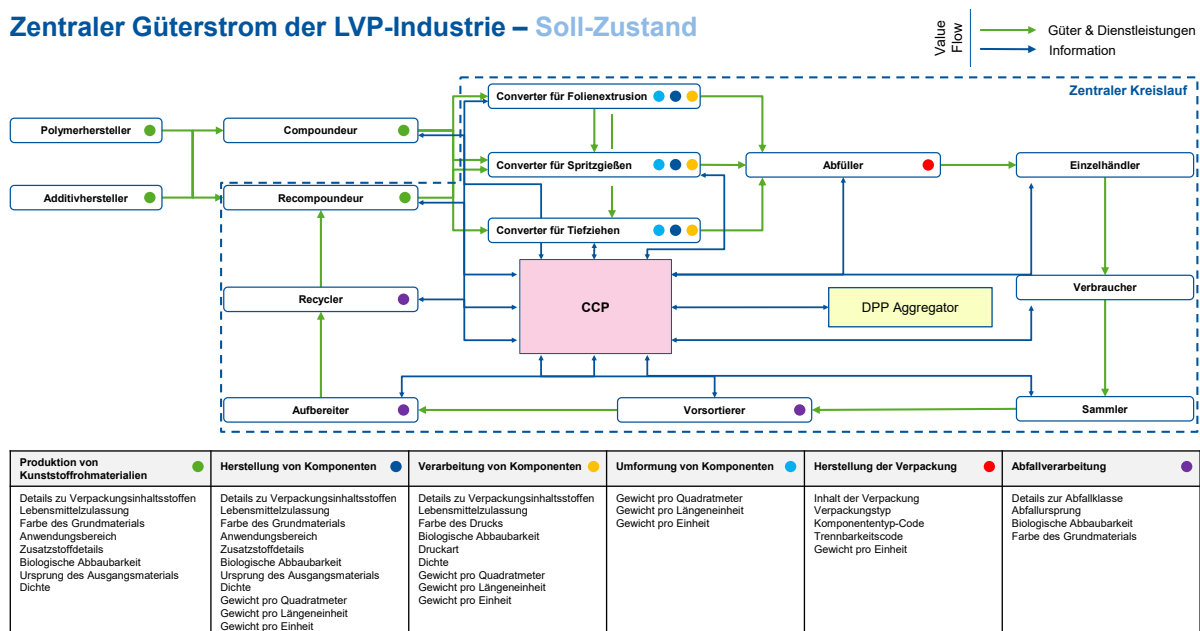 Zentraler Güterstrom der LVP-Industrie – Soll-Zustand
Value Flow
Güter & Dienstleistungen
Information
Zentraler Kreislauf
Converter für Folienextrusion
Polymerhersteller
Compoundeur
Converter für Spritzgießen
Abfüller
Einzelhändler
Additivhersteller
Recompoundeur
Converter für Tiefziehen
Recycler
CCP
DPP Aggregator
Verbraucher
Aufbereiter
Vorsortierer
Sammler
Produktion von
Kunststoffrohmaterialien
Details zu Verpackungsinhaltsstoffen
Lebensmittelzulassung
Farbe des Grundmaterials
Anwendungsbereich
Zusatzstoffdetails
Biologische Abbaubarkeit
Ursprung des Ausgangsmaterials
Dichte
Herstellung von Komponenten
Details zu Verpackungsinhaltsstoffen
Lebensmittelzulassung
Farbe des Grundmaterials
Anwendungsbereich
Zusatzstoffdetails
Biologische Abbaubarkeit
Ursprung des Ausgangsmaterials
Dichte
Gewicht pro Quadratmeter
Gewicht pro Längeneinheit
Gewicht pro Einheit
Verarbeitung von Komponenten
Details zu Verpackungsinhaltsstoffen
Lebensmittelzulassung
Farbe des Drucks
Biologische Abbaubarkeit
Druckart
Dichte
Gewicht pro Quadratmeter
Gewicht pro Längeneinheit
Gewicht pro Einheit
Umformung von Komponenten
Gewicht pro Quadratmeter
Gewicht pro Längeneinheit
Gewicht pro Einheit
Herstellung der Verpackung
Inhalt der Verpackung
Verpackungstyp
Komponententyp-Code
Trennbarkeitscode
Gewicht pro Einheit
Abfallverarbeitung
Details zur Abfallklasse
Abfallursprung
Biologische Abbaubarkeit
Farbe des Grundmaterials